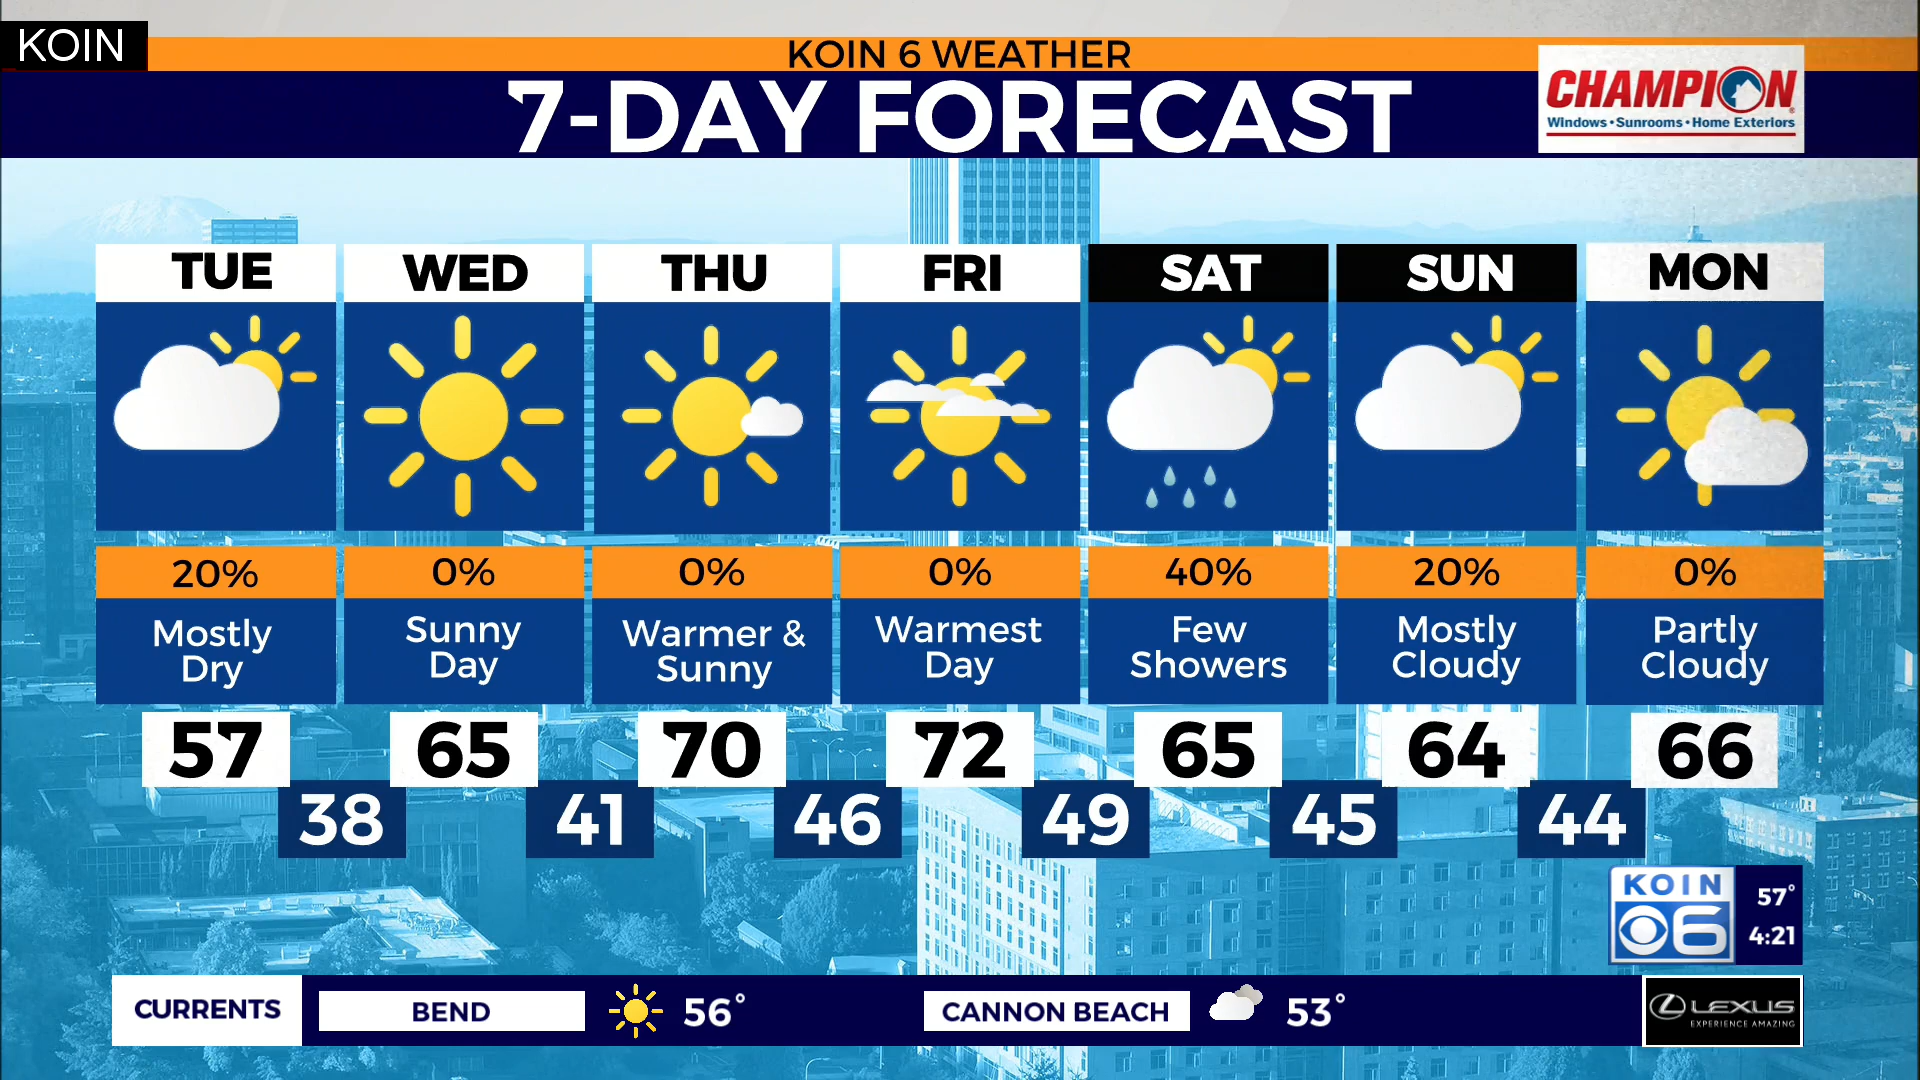 KOIN
KOIN 6 WEATHER
7-DAY FORECAST
CHAMPION
Windows • Sunrooms • Home Exteriors
TUE WED THU FRI SAT SUN MON
20% 0% 0% 0% 40% 20% 0%
Mostly Dry
Sunny Day
Warmer & Sunny
Warmest Day
Few Showers
Mostly Cloudy
Partly Cloudy
57 65 70 72 65 64 66
38 41 46 49 45 44
KOIN 6
57°
4:21
CURRENTS BEND 56° CANNON BEACH 53°
LEXUS
EXPERIENCE AMAZING